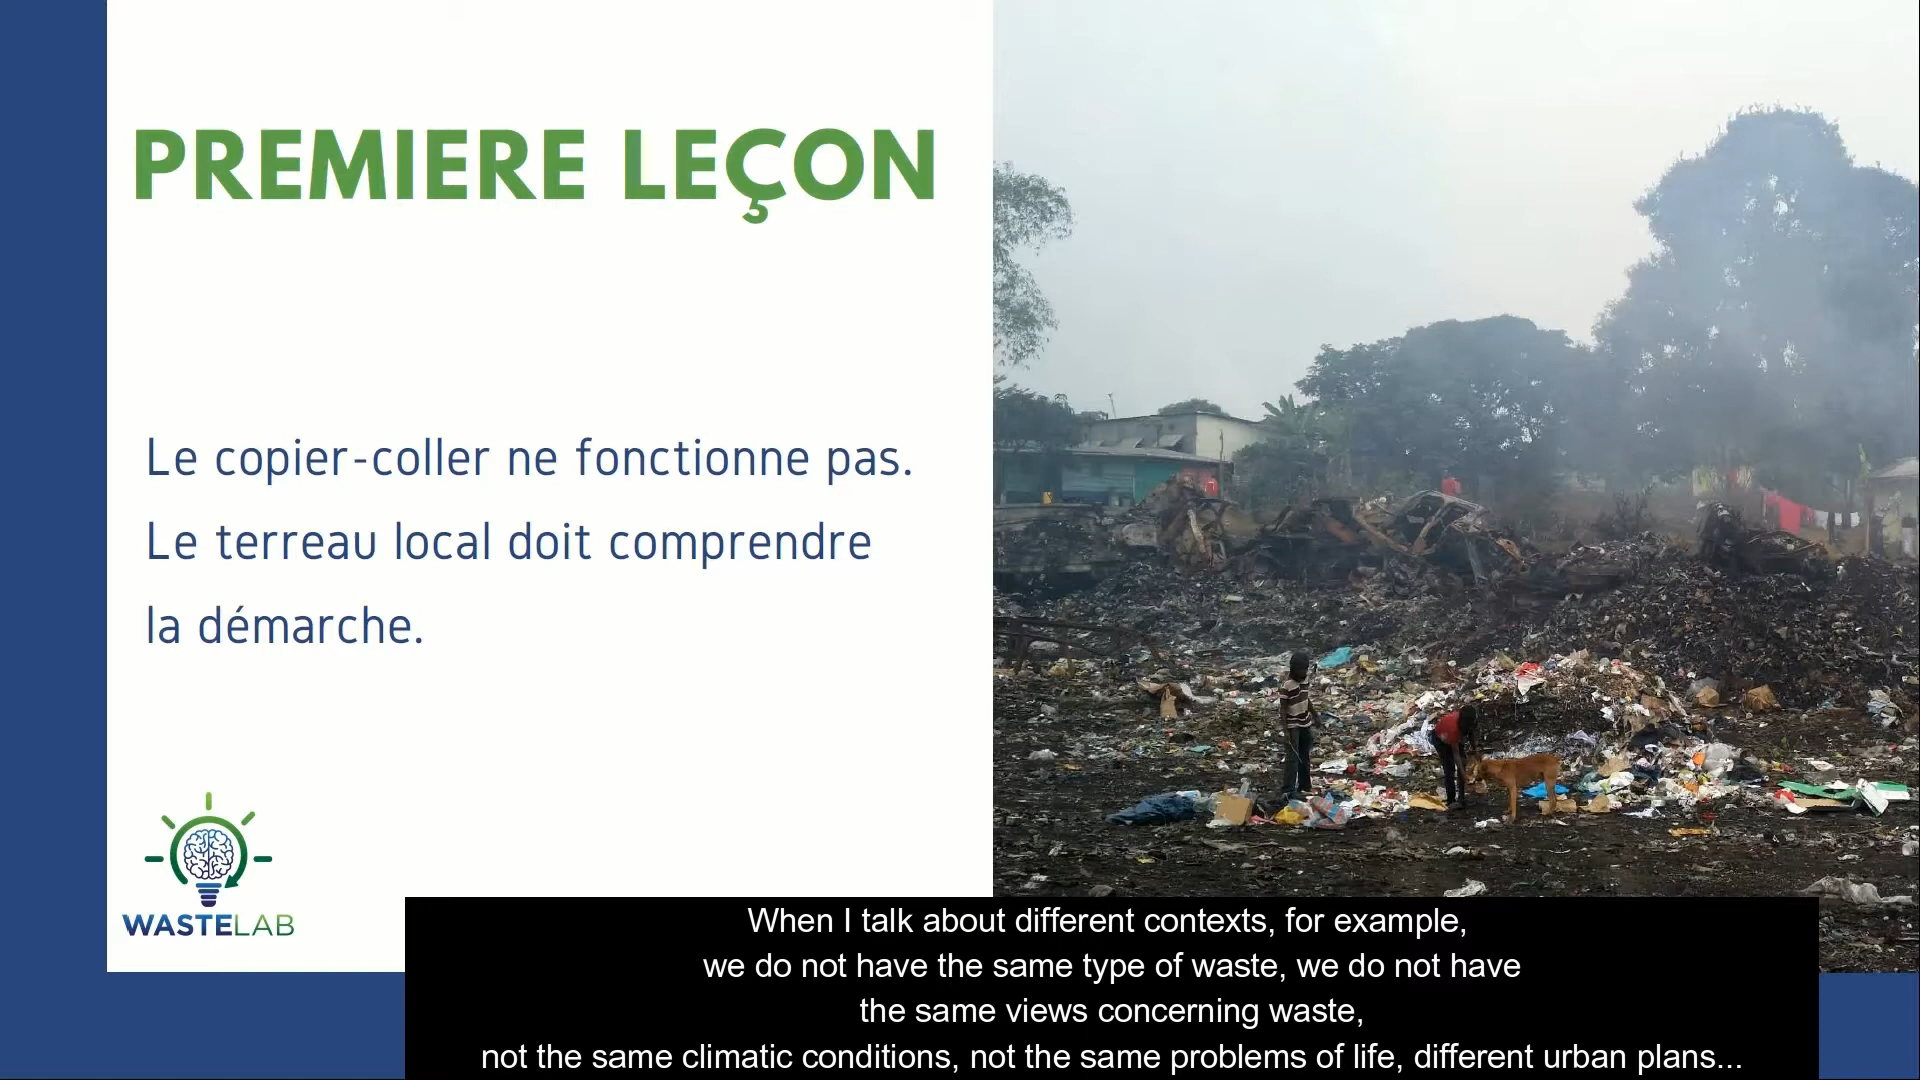 PREMIERE LEÇON
Le copier-coller ne fonctionne pas.
Le terreau local doit comprendre
la démarche.
WASTELAB
When I talk about different contexts, for example,
we do not have the same type of waste, we do not have
the same views concerning waste,
not the same climatic conditions, not the same problems of life, different urban plans...